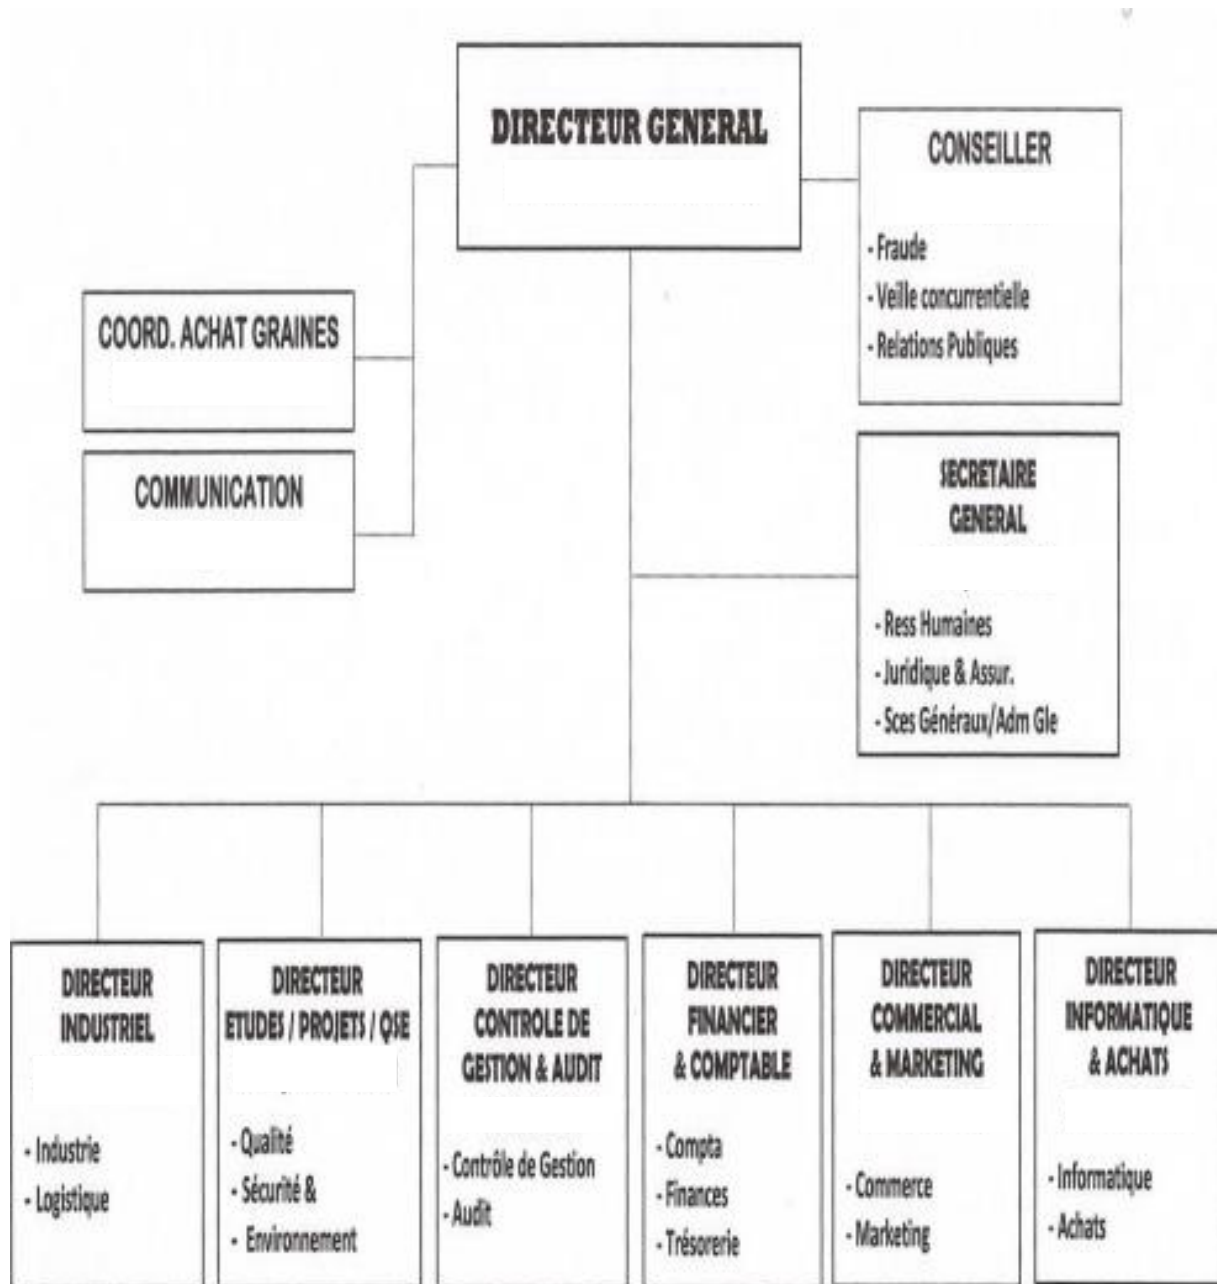 DIRECTEUR GENERAL
CONSEILLER
- Fraude
- Veille concurrentielle
- Relations Publiques
COORD. ACHAT GRAINES
COMMUNICATION
SECRETAIRE
GENERAL
- Ress Humaines
- Juridique & Assur.
- Sces Généraux/Adm Gle
DIRECTEUR
INDUSTRIEL
- Industrie
- Logistique
DIRECTEUR
ETUDES / PROJETS / QSE
- Qualité
- Sécurité &
- Environnement
DIRECTEUR
CONTROLE DE
GESTION & AUDIT
- Contrôle de Gestion
- Audit
DIRECTEUR
FINANCIER
& COMPTABLE
- Compta
- Finances
- Trésorerie
DIRECTEUR
COMMERCIAL
& MARKETING
- Commerce
- Marketing
DIRECTEUR
INFORMATIQUE
& ACHATS
- Informatique
- Achats